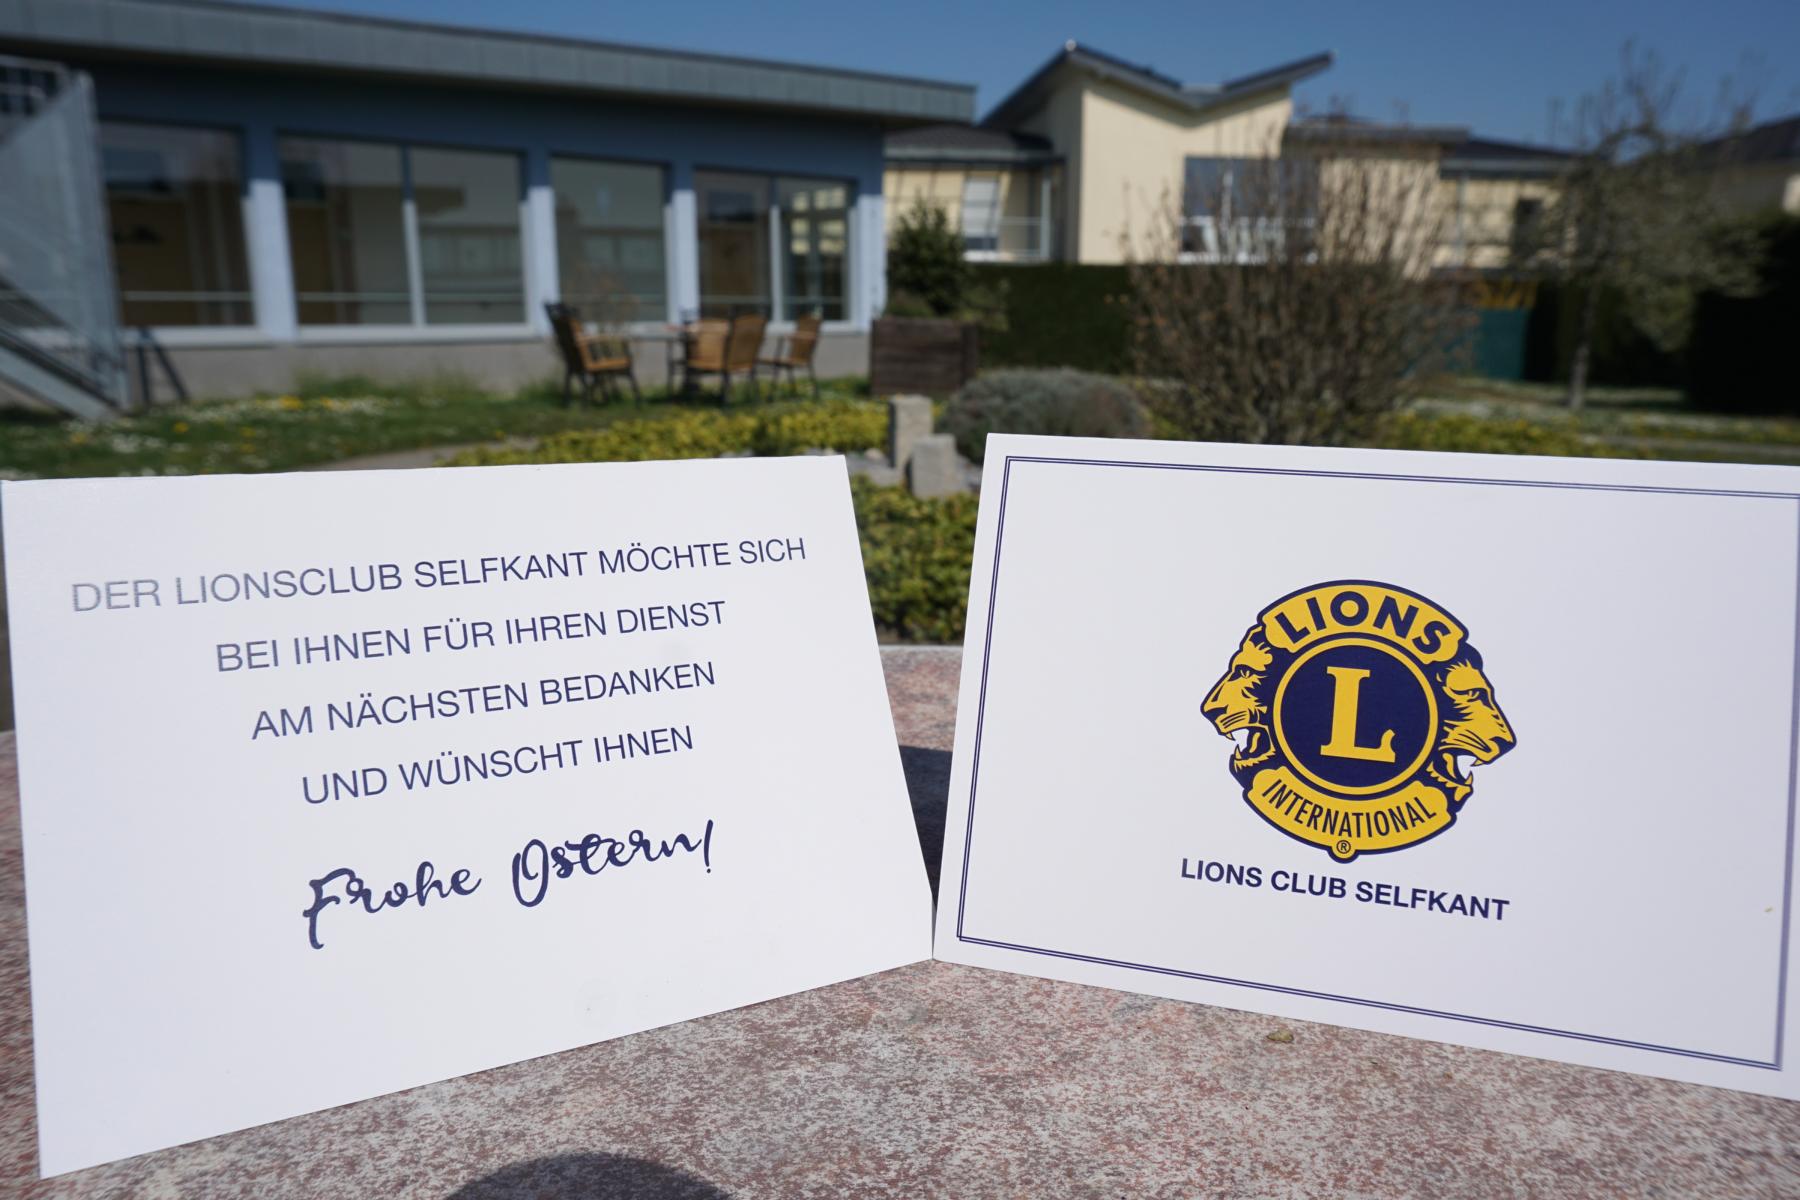 DER LIONSCLUB SELFKANT MÖCHTE SICH
BEI IHNEN FÜR IHREN DIENST
AM NÄCHSTEN BEDANKEN
UND WÜNSCHT IHNEN
Frohe Ostern!
LIONS
L
INTERNATIONAL
®
LIONS CLUB SELFKANT